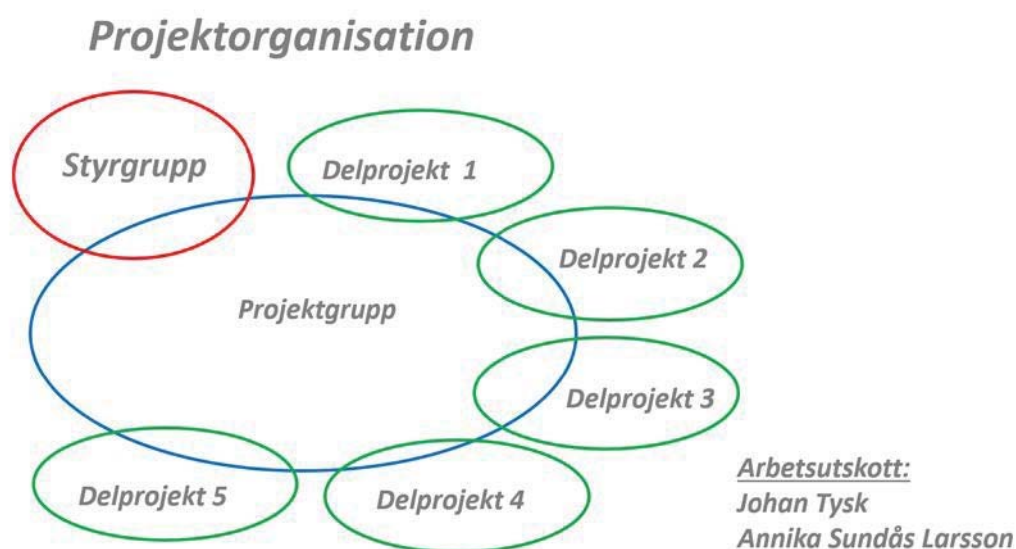 Projektorganisation
Styrgrupp
Delprojekt 1
Delprojekt 2
Projektgrupp
Delprojekt 3
Delprojekt 5
Delprojekt 4
Arbetsutskott:
Johan Tysk
Annika Sundås Larsson